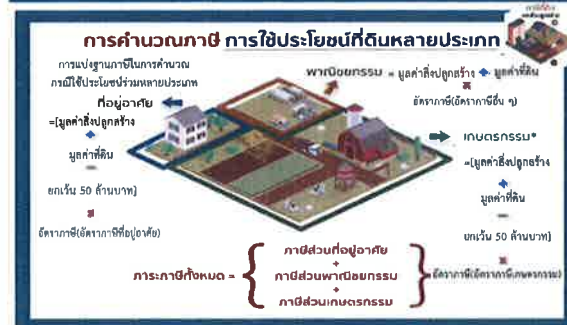 การคำนวณภาษี การใช้ประโยชน์ที่ดินหลายประเภท
การแบ่งฐานภาษีในการคำนวณ
กรณีใช้ประโยชน์ร่วมหลายประเภท
ที่อยู่อาศัย
=[มูลค่าสิ่งปลูกสร้าง
+
มูลค่าที่ดิน
-
ยกเว้น 50 ล้านบาท]
×
อัตราภาษี(อัตราภาษีที่อยู่อาศัย)
พาณิชยกรรม = มูลค่าสิ่งปลูกสร้าง + มูลค่าที่ดิน
×
อัตราภาษี(อัตราภาษีอื่น ๆ)
เกษตรกรรม*
=[มูลค่าสิ่งปลูกสร้าง
+
มูลค่าที่ดิน
-
ยกเว้น 50 ล้านบาท]
×
อัตราภาษี(อัตราภาษีเกษตรกรรม)
ภาระภาษีทั้งหมด = {
ภาษีส่วนที่อยู่อาศัย
+
ภาษีส่วนพาณิชยกรรม
+
ภาษีส่วนเกษตรกรรม
}